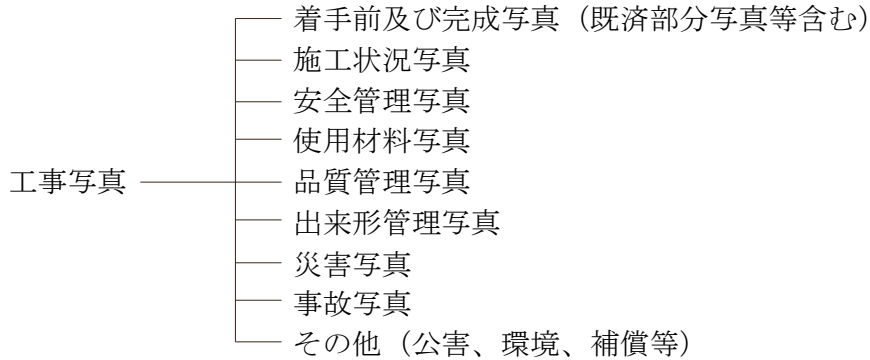 着手前及び完成写真（既済部分写真等含む）
施工状況写真
安全管理写真
使用材料写真
工事写真
品質管理写真
出来形管理写真
災害写真
事故写真
その他（公害、環境、補償等）